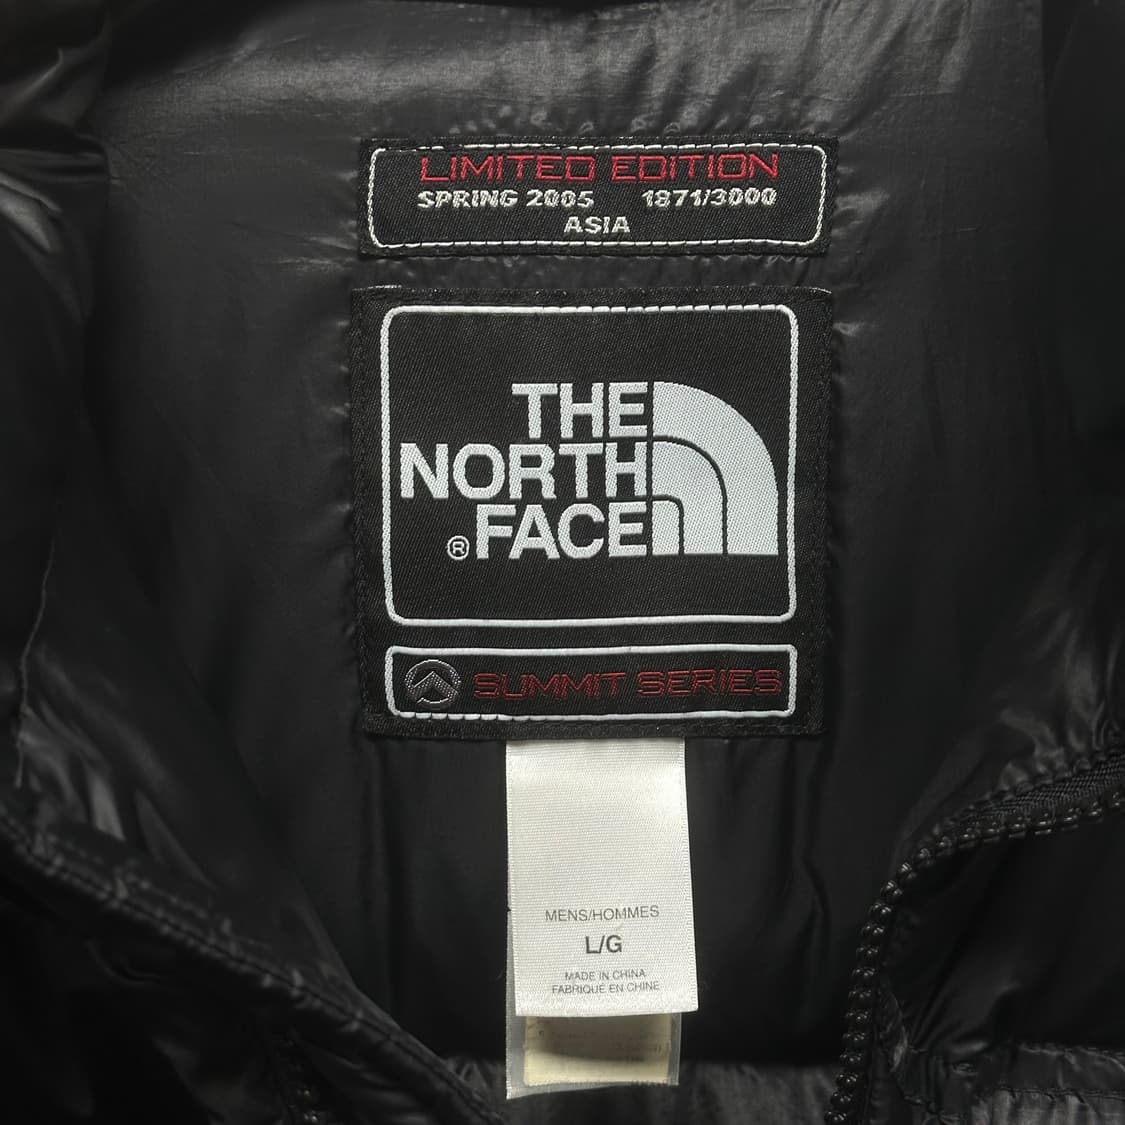 LIMITED EDITION
SPRING 2005 1871/3000
ASIA
THE
NORTH
® FACE
SUMMIT SERIES
MENS/HOMMES
L/G
MADE IN CHINA
FABRIQUÉ EN CHINE